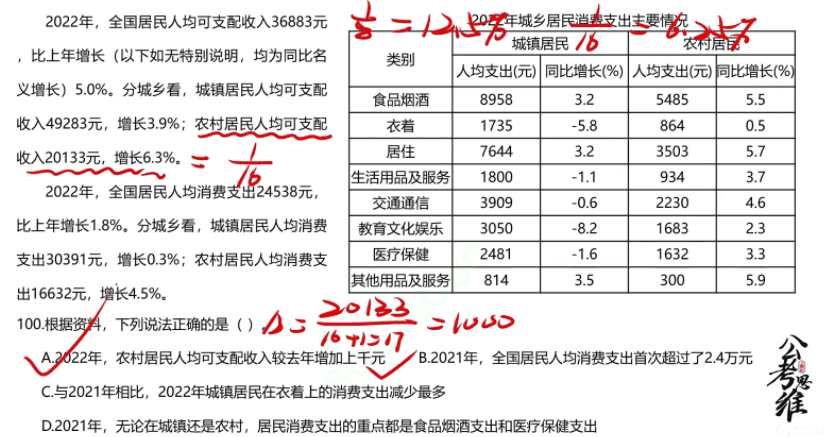 2022年，全国居民人均可支配收入36883元
，比上年增长（以下如无特别说明，均为同比名
义增长）5.0%。分城乡看，城镇居民人均可支配
收入49283元，增长3.9%；农村居民人均可支配
收入20133元，增长6.3%。 = 1/16
2022年，全国居民人均消费支出24538元，
比上年增长1.8%。分城乡看，城镇居民人均消费
支出30391元，增长0.3%；农村居民人均消费支
出16632元，增长4.5%。
1/8 = 12.5% 1/16 = 6.25%
2022年城乡居民消费支出主要情况
类别 城镇居民 农村居民
人均支出(元) 同比增长(%) 人均支出(元) 同比增长(%)
食品烟酒 8958 3.2 5485 5.5
衣着 1735 -5.8 864 0.5
居住 7644 3.2 3503 5.7
生活用品及服务 1800 -1.1 934 3.7
交通通信 3909 -0.6 2230 4.6
教育文化娱乐 3050 -8.2 1683 2.3
医疗保健 2481 -1.6 1632 3.3
其他用品及服务 814 3.5 300 5.9
100.根据资料，下列说法正确的是（ ）。
Δ = 20133/16+1=17 = 1000
A.2022年，农村居民人均可支配收入较去年增加上千元 B.2021年，全国居民人均消费支出首次超过了2.4万元
C.与2021年相比，2022年城镇居民在衣着上的消费支出减少最多
D.2021年，无论在城镇还是农村，居民消费支出的重点都是食品烟酒支出和医疗保健支出
公考思维